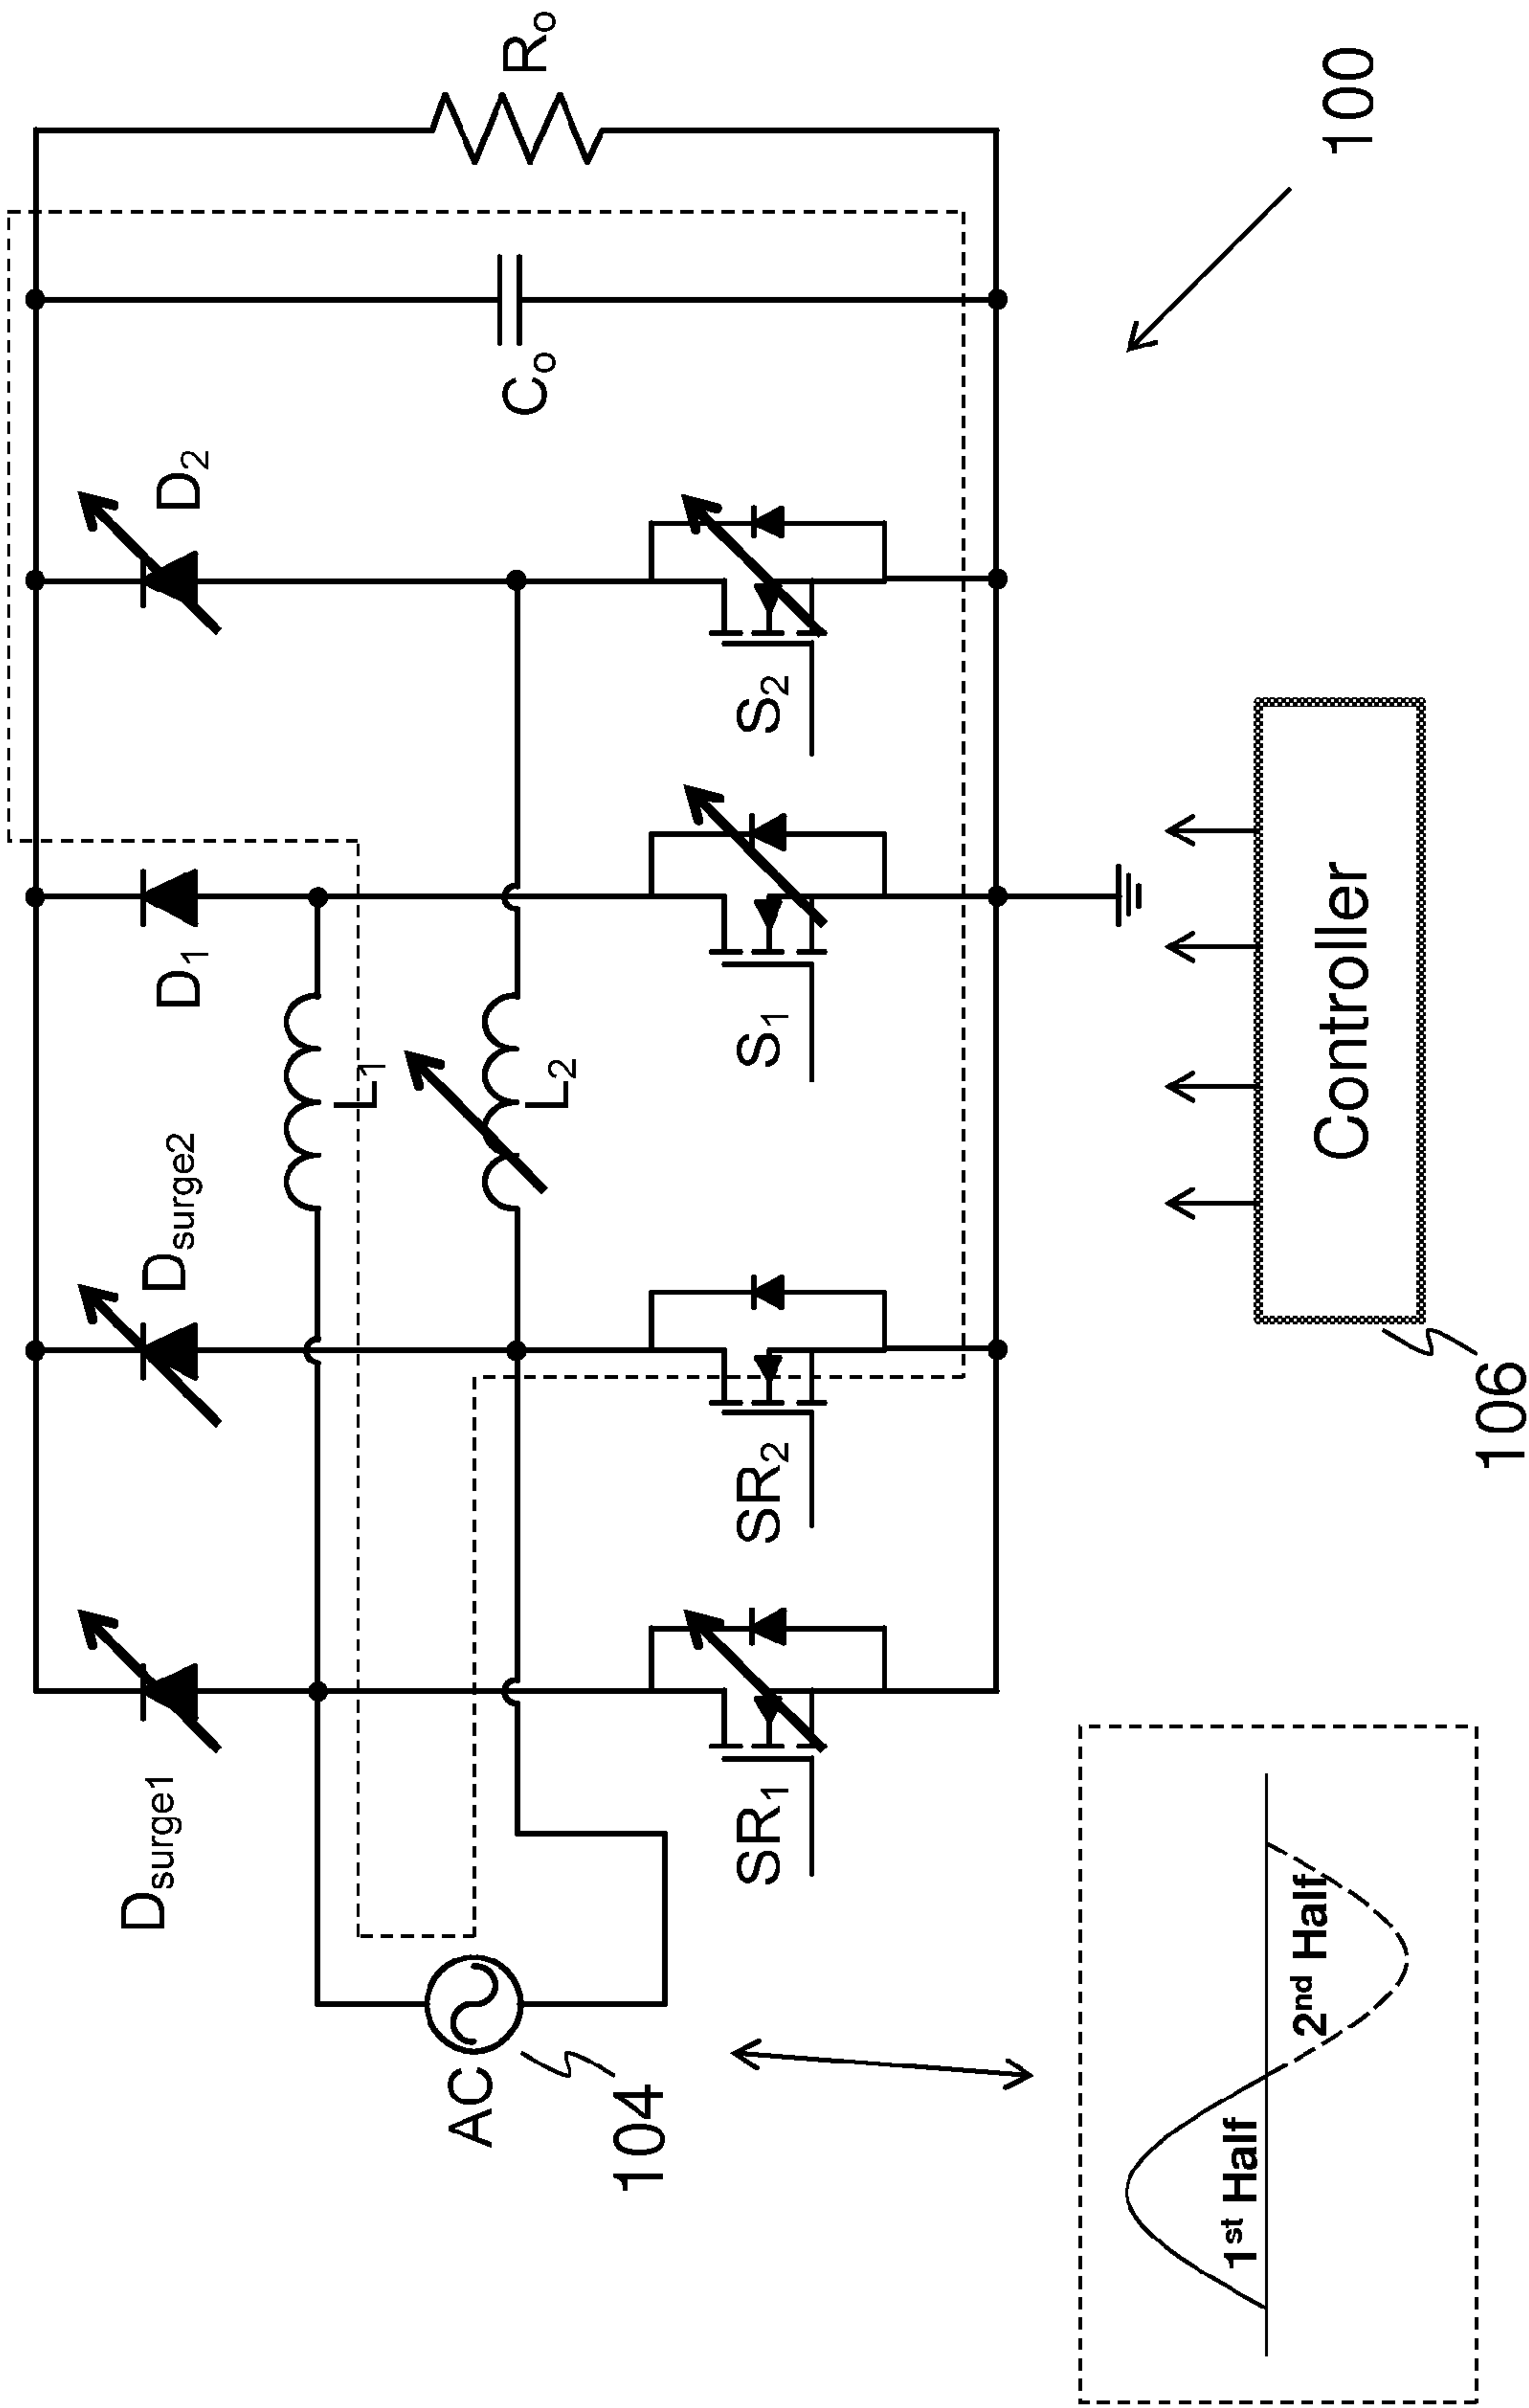 D₂
D₁
Dsurge2
Dsurge1
Rₒ
Cₒ
L₁
L₂
S₂
S₁
SR₂
SR₁
AC
104
100
Controller
106
1st Half
2nd Half